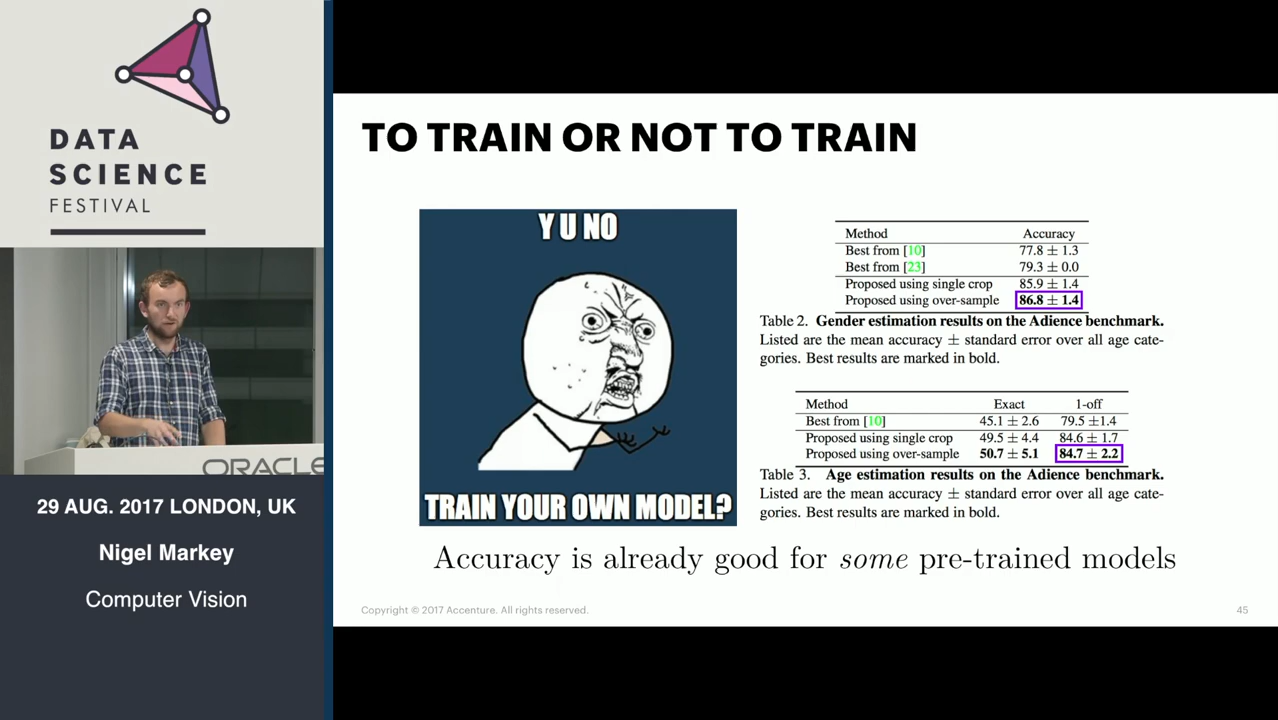 DATA
SCIENCE
FESTIVAL
ORACLE
29 AUG. 2017 LONDON, UK
Nigel Markey
Computer Vision
TO TRAIN OR NOT TO TRAIN
Y U NO
TRAIN YOUR OWN MODEL?
Method Accuracy
Best from [10] 77.8 ± 1.3
Best from [23] 79.3 ± 0.0
Proposed using single crop 85.9 ± 1.4
Proposed using over-sample 86.8 ± 1.4
Table 2. Gender estimation results on the Adience benchmark.
Listed are the mean accuracy ± standard error over all age cate-
gories. Best results are marked in bold.
Method Exact 1-off
Best from [10] 45.1 ± 2.6 79.5 ±1.4
Proposed using single crop 49.5 ± 4.4 84.6 ± 1.7
Proposed using over-sample 50.7 ± 5.1 84.7 ± 2.2
Table 3. Age estimation results on the Adience benchmark.
Listed are the mean accuracy ± standard error over all age cate-
gories. Best results are marked in bold.
Accuracy is already good for some pre-trained models
Copyright © 2017 Accenture. All rights reserved.
45